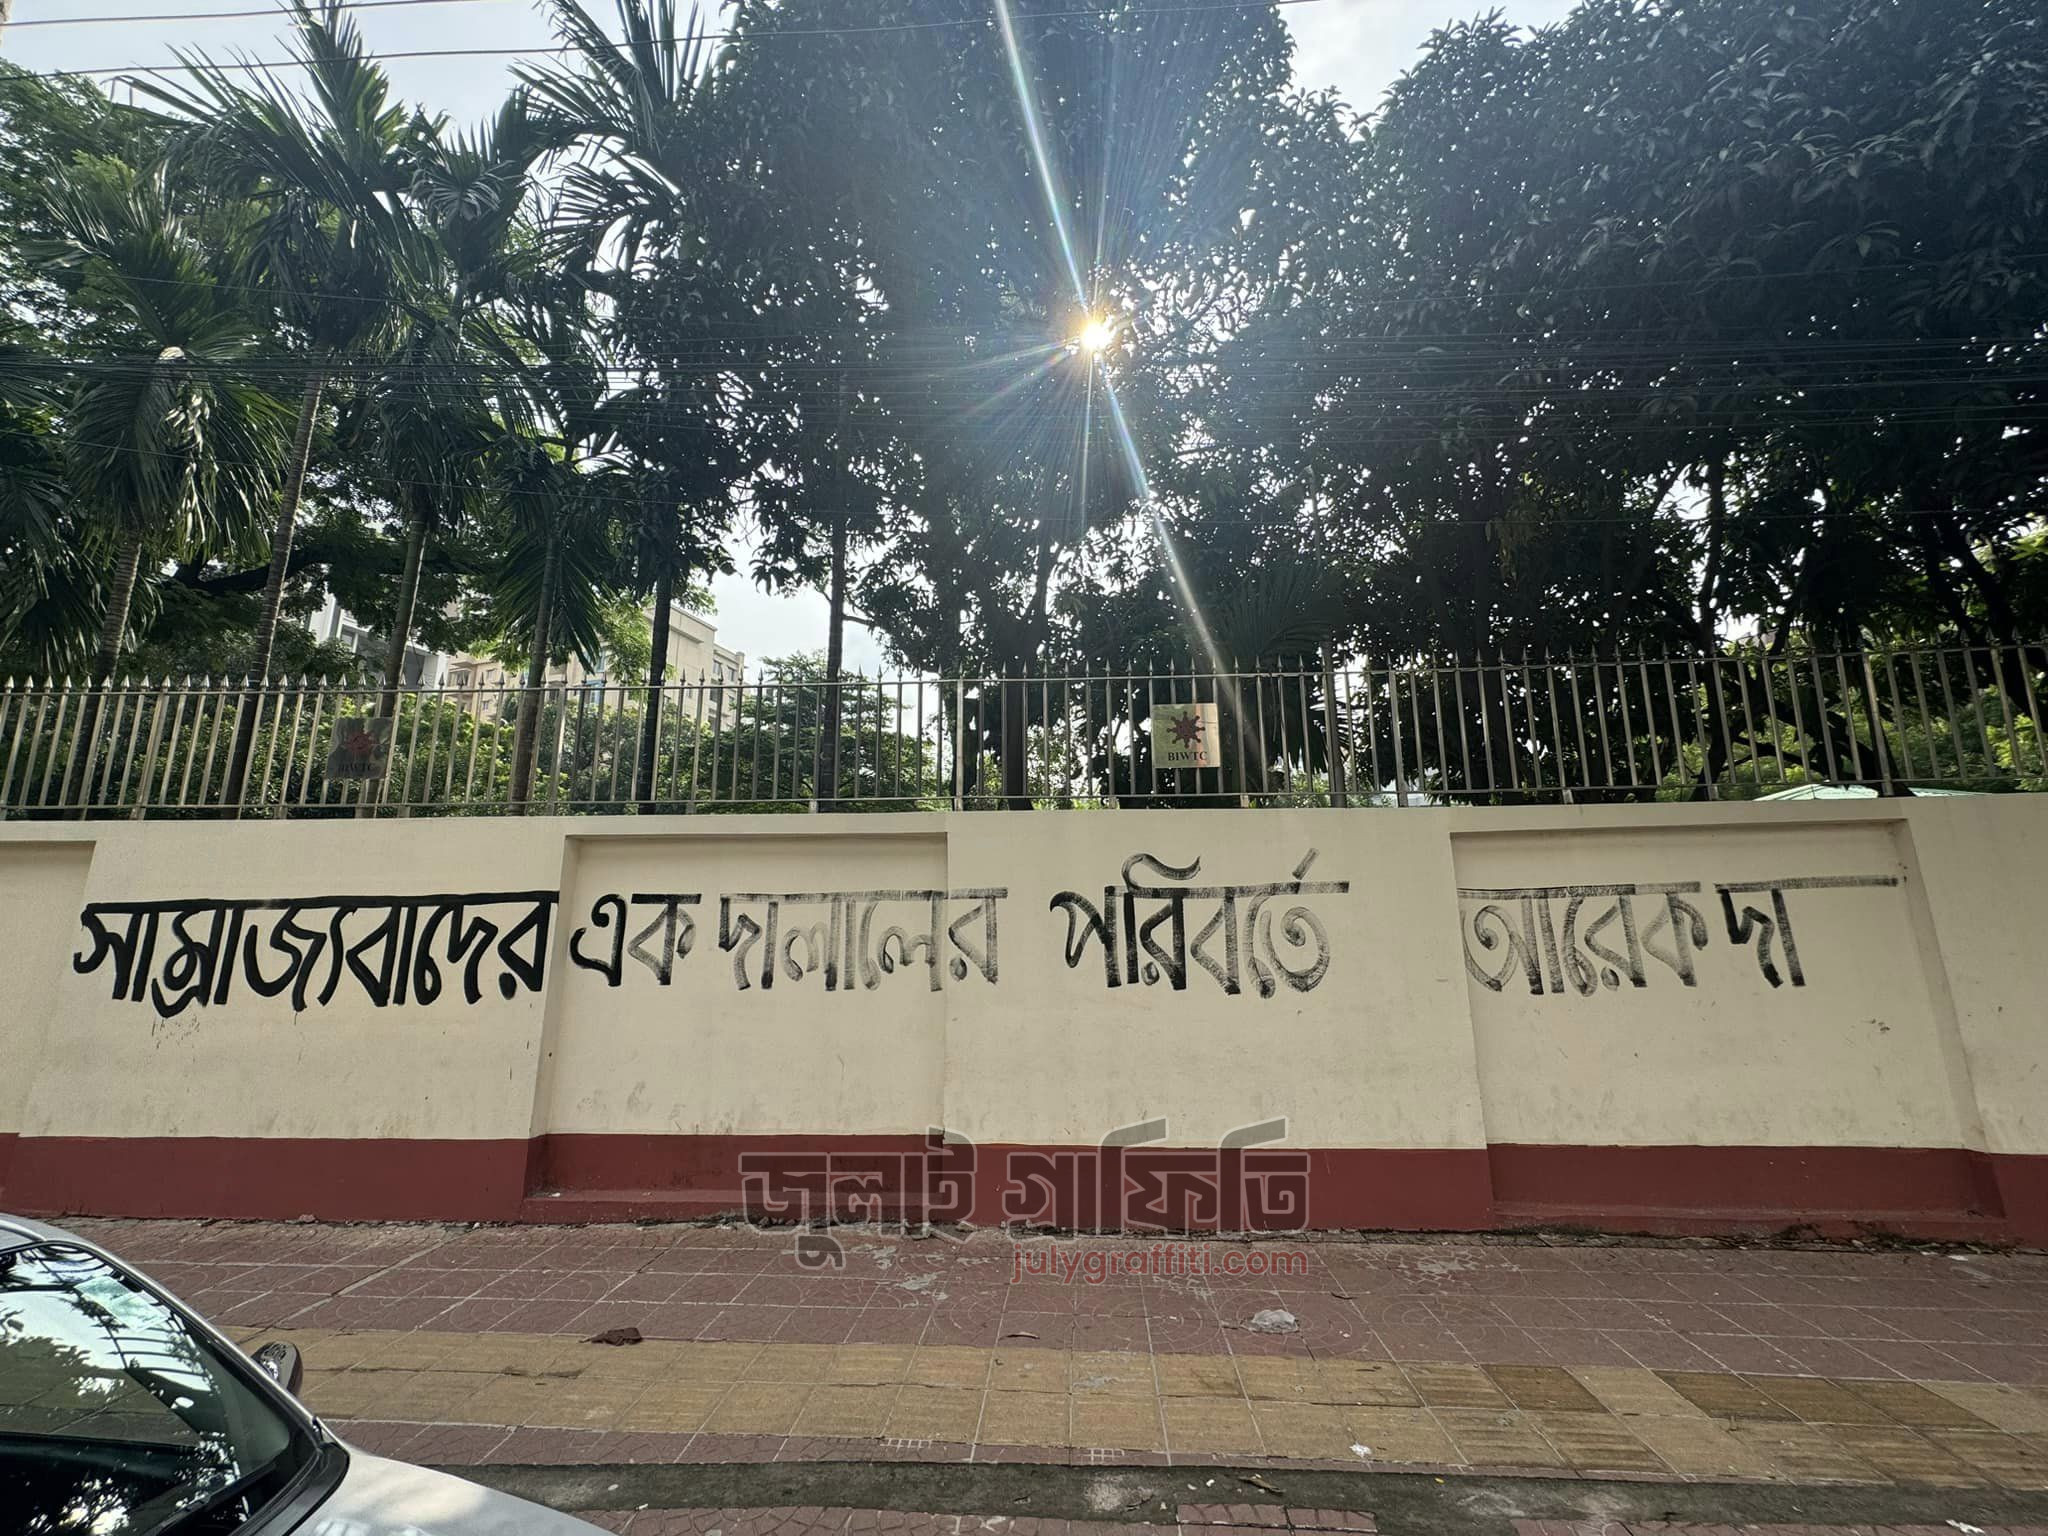 BIWTC
BIWTC
সাম্রাজ্যবাদের এক দালালের পরিবর্তে আরেক দা
জুলাই গ্রাফিতি
julygraffiti.com